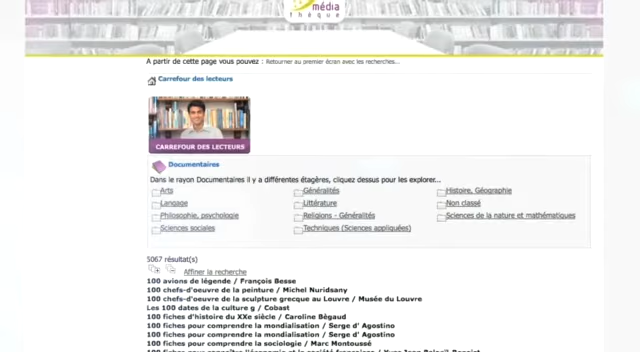 média
thèque
A partir de cette page vous pouvez : Retourner au premier écran avec les recherches...
Carrefour des lecteurs
CARREFOUR DES LECTEURS
Documentaires
Dans le rayon Documentaires il y a différentes étagères, cliquez dessus pour les explorer...
Arts Généralités Histoire, Géographie
Langage Littérature Non classé
Philosophie, psychologie Religions - Généralités Sciences de la nature et mathématiques
Sciences sociales Techniques (Sciences appliquées)
5067 résultat(s)
Affiner la recherche
100 avions de légende / François Besse
100 chefs-d'oeuvre de la peinture / Michel Nuridsany
100 chefs-d'oeuvre de la sculpture grecque au Louvre / Musée du Louvre
Les 100 dates de la culture g / Cobast
100 fiches d'histoire du XXe siècle / Caroline Bégaud
100 fiches pour comprendre la mondialisation / Serge d' Agostino
100 fiches pour comprendre la mondialisation / Serge d' Agostino
100 fiches pour comprendre la sociologie / Marc Montoussé